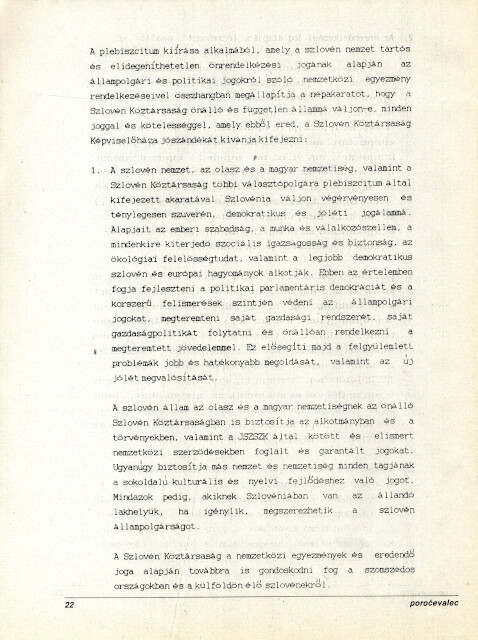 A plebiszcitum kiírása alkalmából, amely a szlovén nemzet tartós
és elidegeníthetetlen önrendelkezési jogának alapján az
állampolgári és politikai jogokról szóló nemzetközi egyezmény
rendelkezéseivel összhangban megállapítja a népakaratot, hogy a
Szlovén Köztársaság önálló és független állammá váljon-e, minden
joggal és kötelességgel, amely ebből ered, a Szlovén Köztársaság
Képviselőháza jószándékát kívánja kifejezni:
1. A szlovén nemzet, az olasz és a magyar nemzetiség, valamint a
Szlovén Köztársaság többi választópolgára plebiszcitum által
kifejezett akaratával Szlovénia váljon végérvényesen és
ténylegesen szuverén, demokratikus és jóléti jogállammá.
Alapjait az emberi szabadság, a munka és vállalkozószellem, a
mindenkire kiterjedő szociális igazságosság és biztonság, az
ökológiai felelősségtudat, valamint a legjobb demokratikus
szlovén és európai hagyományok alkotják. Ebben az értelemben
fogja fejleszteni a politikai parlamentáris demokráciát és a
korszerű felismerések szintjén védeni az állampolgári
jogokat, megteremteni saját gazdasági rendszerét, saját
gazdaságpolitikát folytatni és önállóan rendelkezni a
megteremtett jövedelemmel. Ez elősegíti majd a felgyülemlett
problémák jobb és hatékonyabb megoldását, valamint az új
jólét megvalósítását.
A szlovén állam az olasz és a magyar nemzetiségnek az önálló
Szlovén Köztársaságban is biztosítja az alkotmányban és a
törvényekben, valamint a JSZSZK által kötött és elismert
nemzetközi szerződésekben foglalt és garantált jogokat.
Ugyanúgy biztosítja más nemzet és nemzetiség minden tagjának
a sokoldalú kulturális és nyelvi fejlődéshez való jogot.
Mindazok pedig, akiknek Szlovéniában van az állandó
lakhelyük, ha igénylik, megszerezhetik a szlovén
állampolgárságot.
A Szlovén Köztársaság a nemzetközi egyezmények és eredendő
joga alapján továbbra is gondoskodni fog a szomszédos
országokban és a külföldön élő szlovénekről.
22 poročevalec